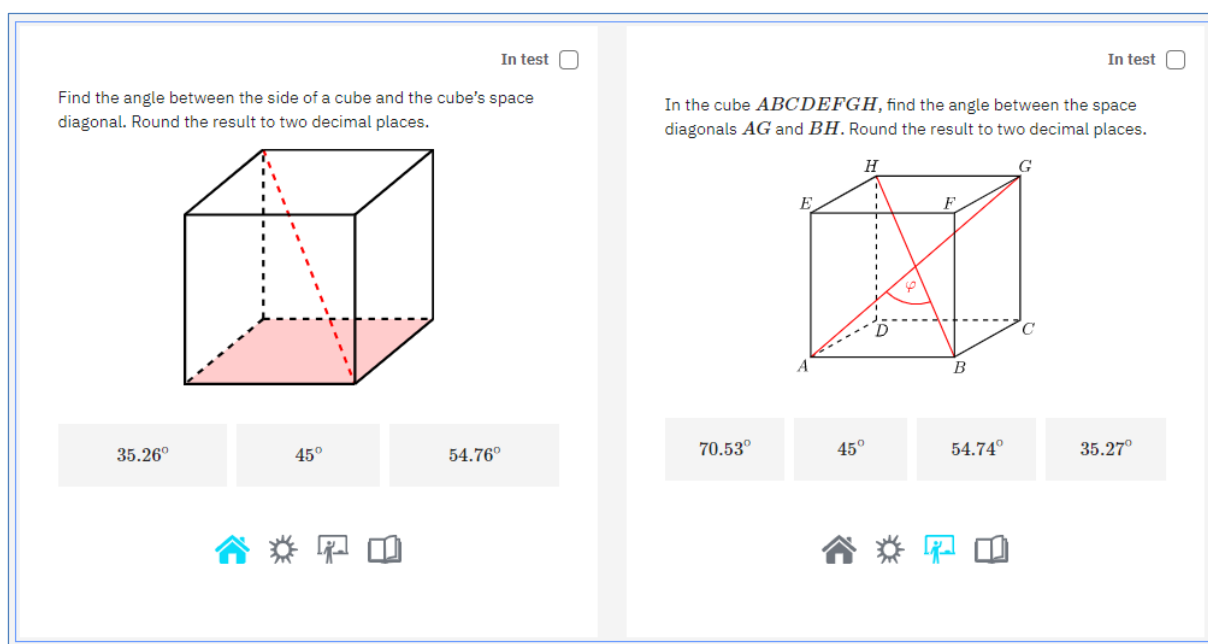 In test
Find the angle between the side of a cube and the cube's space
diagonal. Round the result to two decimal places.
35.26°
45°
54.76°
In test
In the cube ABCDEFGH, find the angle between the space
diagonals AG and BH. Round the result to two decimal places.
H
G
E
F
φ
D
C
A
B
70.53°
45°
54.74°
35.27°